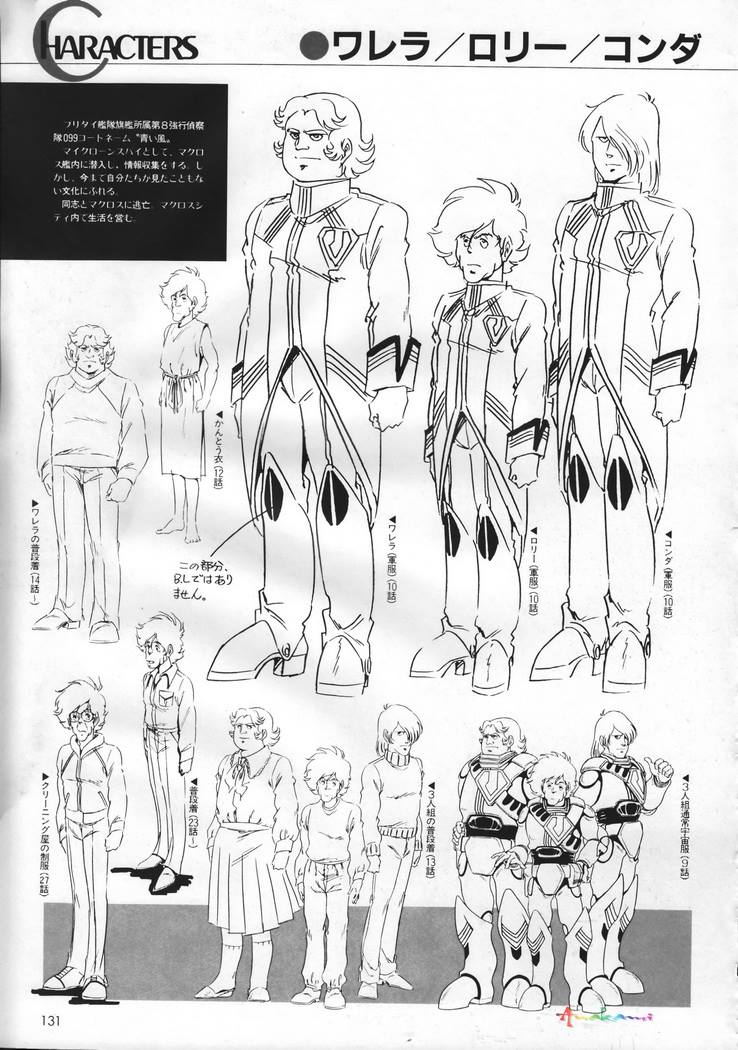 CHARACTERS
●ワレラ／ロリー／コンダ
ブリタイ艦隊旗艦所属第8強行偵察
隊099コードネーム〝青い風〟
マイクローンスパイとして、マクロス
艦内に潜入し、情報収集をする。し
かし、今まで自分たちが見たこともな
い文化にふれる。
同志とマクロスに逃亡、マクロスシ
ティ内で生活を営む。
◀かんとう衣(12話)
◀ワレラの普段着(14話〜)
この部分、
B.Lではあり
ません。
◀ワレラ(軍服)(10話)
◀ロリー(軍服)(10話)
◀コンダ(軍服)(10話)
◀クリーニング屋の制服(27話)
◀普段着(23話〜)
◀3人組の普段着(13話)
◀3人組通常宇宙服(9話)
131
Anakami